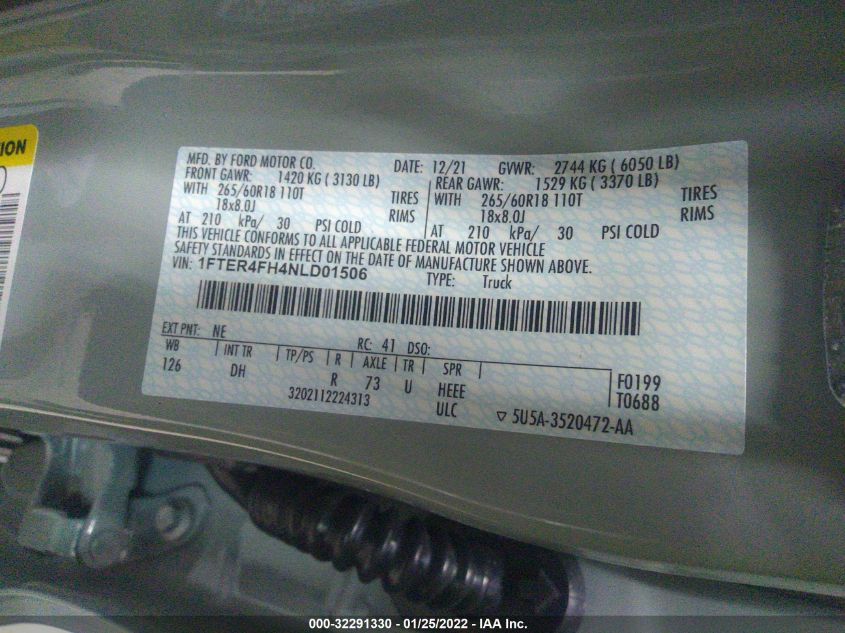 TION
MFD. BY FORD MOTOR CO. DATE: 12/21 GVWR: 2744 KG ( 6050 LB)
FRONT GAWR: 1420 KG ( 3130 LB) REAR GAWR: 1529 KG ( 3370 LB)
WITH 265/60R18 110T TIRES WITH 265/60R18 110T TIRES
18x8.0J RIMS 18x8.0J RIMS
AT 210 kPa/ 30 PSI COLD AT 210 kPa/ 30 PSI COLD
THIS VEHICLE CONFORMS TO ALL APPLICABLE FEDERAL MOTOR VEHICLE
SAFETY STANDARDS IN EFFECT ON THE DATE OF MANUFACTURE SHOWN ABOVE.
VIN: 1FTER4FH4NLD01506 TYPE: Truck
EXT PNT: NE RC: 41 DSO:
WB INT TR TP/PS R AXLE TR SPR
126 DH R 73 U HEEE F0199
3202112224313 ULC T0688
▽ 5U5A-3520472-AA
000-32291330 - 01/25/2022 - IAA Inc.